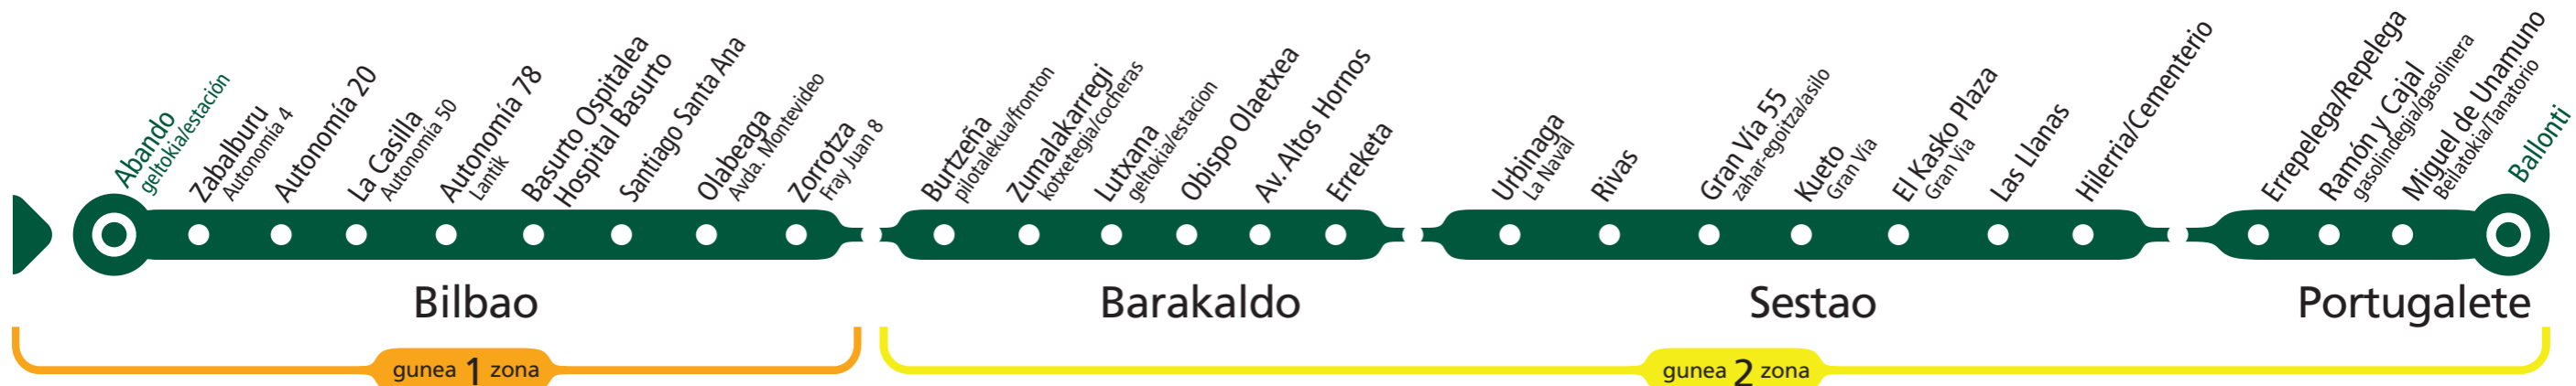 Abando
geltokia/estación
Zabalburu
Autonomía 4
Autonomía 20
La Casilla
Autonomía 50
Autonomía 78
Lantik
Basurto Ospitalea
Hospital Basurto
Santiago Santa Ana
Olabeaga
Avda. Montevideo
Zorrotza
Fray Juan 8
Burtzeña
pilotalekua/fronton
Zumalakarregi
kotxetegia/cocheras
Lutxana
geltokia/estacion
Obispo Olaetxea
Av. Altos Hornos
Erreketa
Urbinaga
La Naval
Rivas
Gran Vía 55
zahar-egoitza/asilo
Kueto
Gran Vía
El Kasko Plaza
Gran Vía
Las Llanas
Hilerria/Cementerio
Errepelega/Repelega
Ramón y Cajal
gasolindegia/gasolinera
Miguel de Unamuno
Beilatokia/Tanatorio
Ballonti
Bilbao
Barakaldo
Sestao
Portugalete
gunea 1 zona
gunea 2 zona